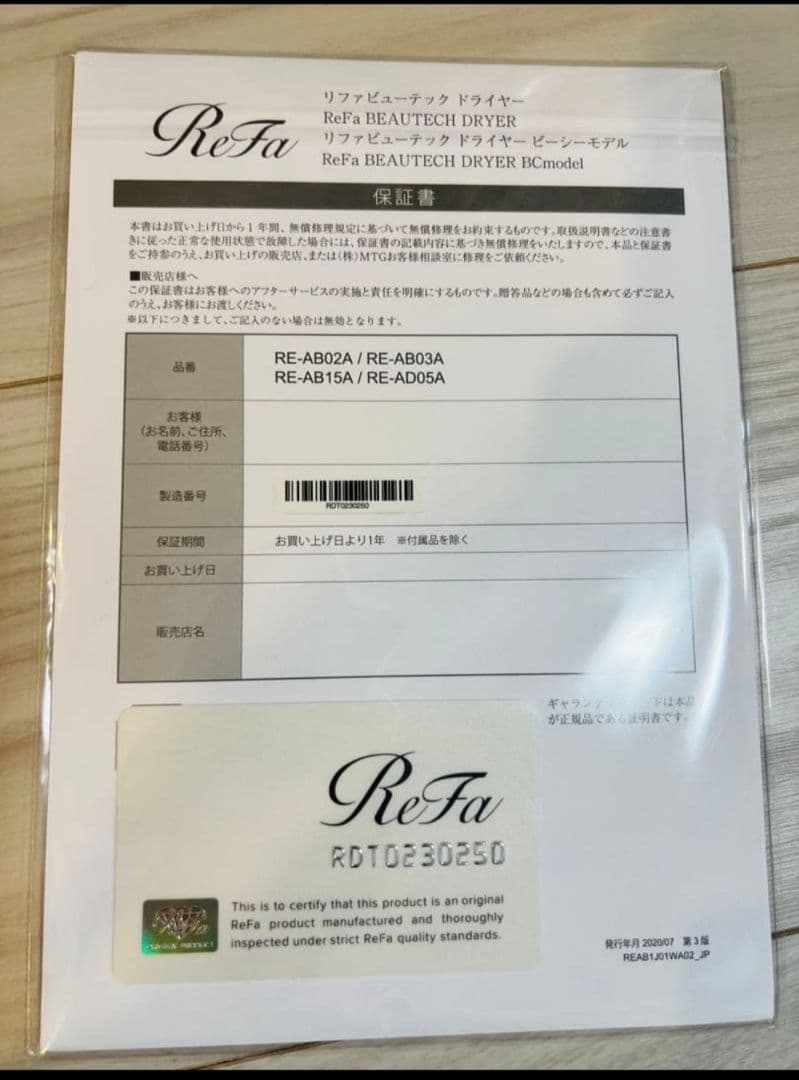 ReFa
リファビューテック ドライヤー
ReFa BEAUTECH DRYER
リファビューテック ドライヤー ビーシーモデル
ReFa BEAUTECH DRYER BCmodel
保証書
本書はお買い上げ日から1年間、無償修理規定に基づいて無償修理をお約束するものです。取扱説明書などの注意書
きに従った正常な使用状態で故障した場合には、保証書の記載内容に基づき無償修理をいたしますので、本品と保証書
をご持参のうえ、お買い上げの販売店、または(株)MTGお客様相談室に修理をご依頼ください。
■販売店様へ
この保証書はお客様へのアフターサービスの実施と責任を明確にするものです。贈答品などの場合も含めて必ずご記入
のうえ、お客様にお渡しください。
※以下につきまして、ご記入のない場合は無効となります。
品番
RE-AB02A / RE-AB03A
RE-AB15A / RE-AD05A
お客様
(お名前、ご住所、
電話番号)
製造番号
RDT0230250
保証期間
お買い上げ日より1年 ※付属品を除く
お買い上げ日
販売店名
ギャランティーカードは本品
が正規品である証明書です。
ReFa
RDT0230250
This is to certify that this product is an original
ReFa product manufactured and thoroughly
inspected under strict ReFa quality standards.
発行年月 2020/07 第3版
REAB1J01WA02_JP